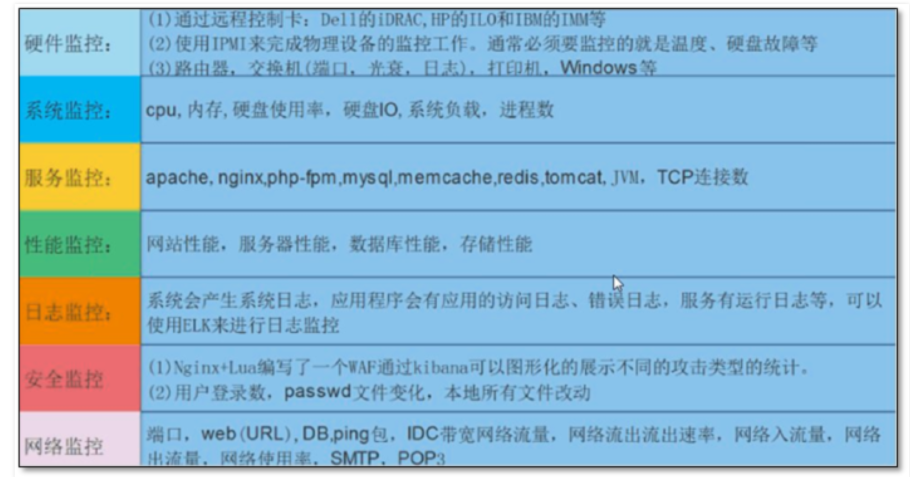 硬件监控：
(1)通过远程控制卡：Dell的iDRAC,HP的ILO和IBM的IMM等
(2)使用IPMI来完成物理设备的监控工作。通常必须要监控的就是温度、硬盘故障等
(3)路由器，交换机(端口，光衰，日志)，打印机，Windows等
系统监控：
cpu,内存,硬盘使用率，硬盘IO,系统负载，进程数
服务监控：
apache, nginx,php-fpm,mysql,memcache,redis,tomcat, JVM，TCP连接数
性能监控：
网站性能，服务器性能，数据库性能，存储性能
日志监控：
系统会产生系统日志，应用程序会有应用的访问日志、错误日志，服务有运行日志等，可以
使用ELK来进行日志监控
安全监控
(1)Nginx+Lua编写了一个WAF通过kibana可以图形化的展示不同的攻击类型的统计。
(2)用户登录数，passwd文件变化，本地所有文件改动
网络监控
端口，web(URL),DB,ping包，IDC带宽网络流量，网络流出流出速率，网络入流量，网络
出流量，网络使用率，SMTP，POP3